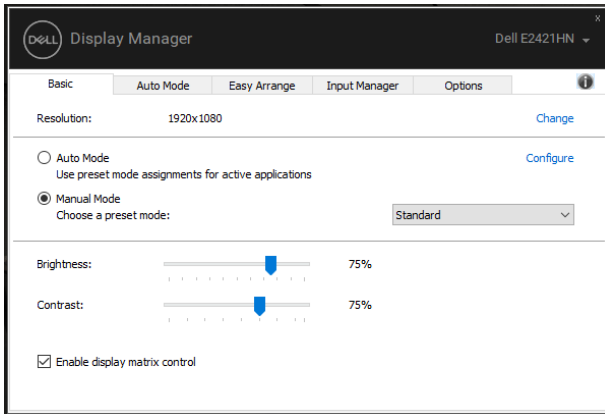 x
DELL Display Manager Dell E2421HN
Basic Auto Mode Easy Arrange Input Manager Options i
Resolution: 1920x1080 Change
Auto Mode Configure
Use preset mode assignments for active applications
Manual Mode
Choose a preset mode: Standard
Brightness: 75%
Contrast: 75%
Enable display matrix control